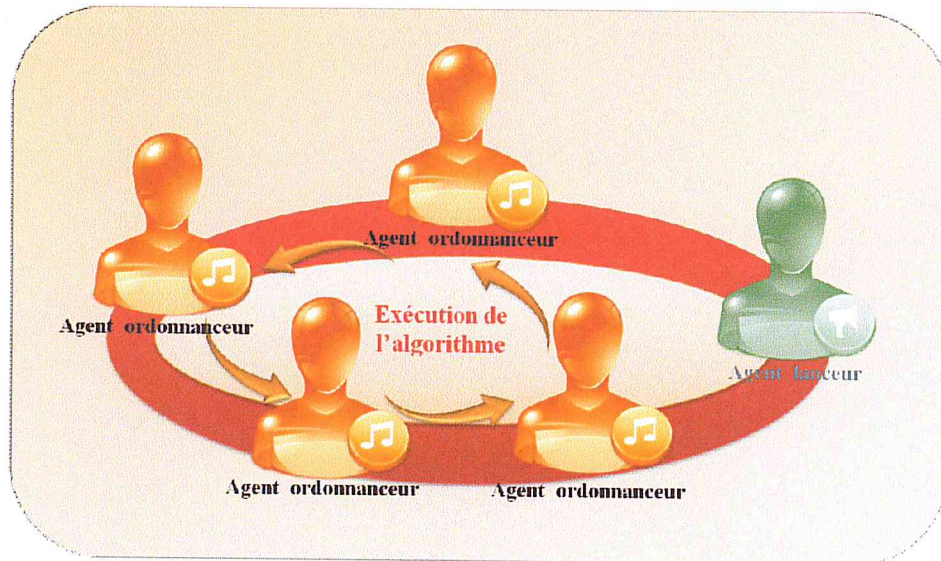 Agent ordonnanceur
Agent ordonnanceur
Exécution de
l'algorithme
Agent lanceur
Agent ordonnanceur
Agent ordonnanceur